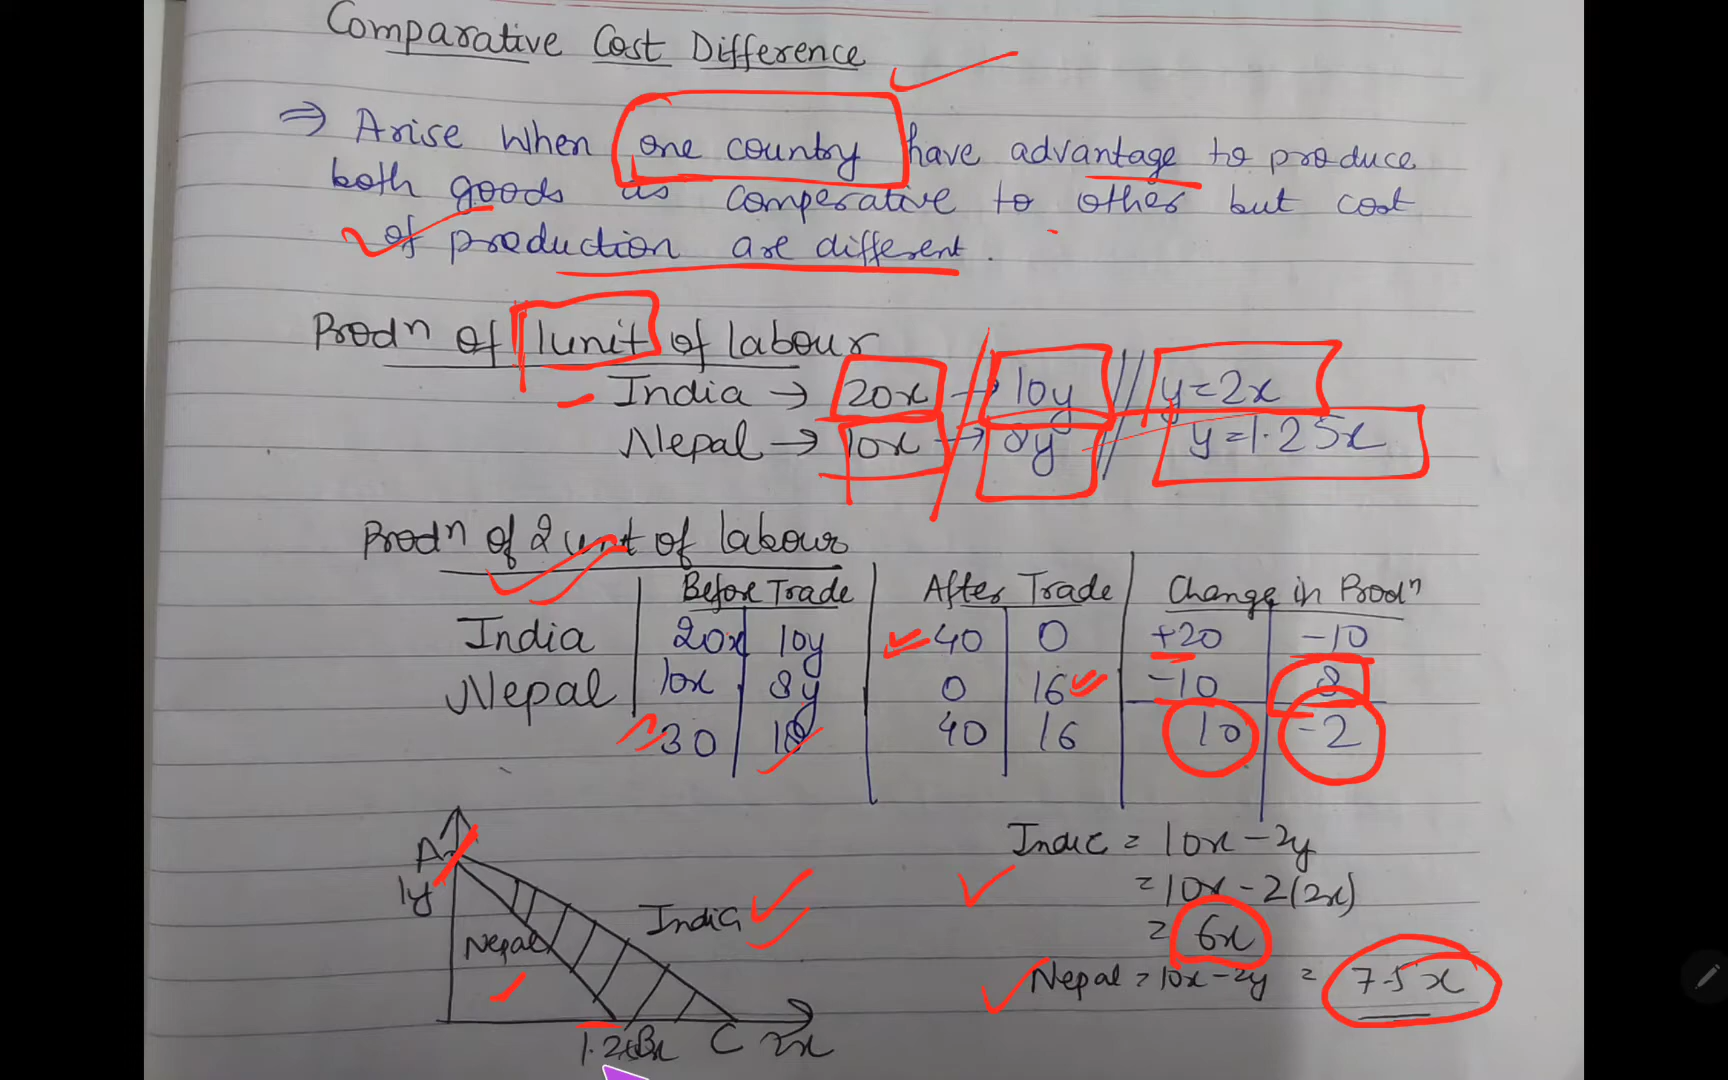 Comparative Cost Difference
⇒ Arise when one country have advantage to produce
both goods as comperative to other but cost
of production are different.
Prodn of 1unit of labour
India → 20x → 10y // y=2x
Nepal → 10x → 8y // y=1.25x
Prodn of 2 unit of labour
Before Trade After Trade Change in Prodn
India 20x 10y 40 0 +20 -10
Nepal 10x 8y 0 16 -10 8
30 18 40 16 10 -2
A
1y
India
Nepal
1.25x B C 2x
India = 10x - 2y
= 10x - 2(2x)
= 6x
Nepal = 10x - 2y = 7.5x